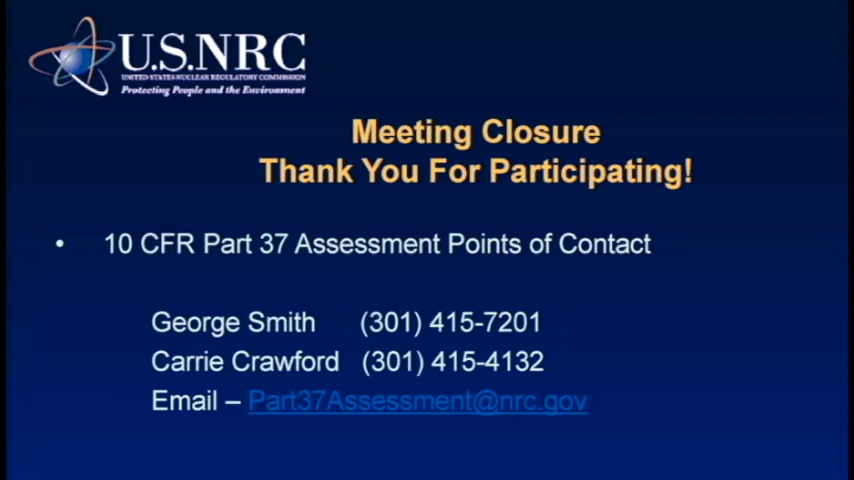 U.S.NRC
UNITED STATES NUCLEAR REGULATORY COMMISSION
Protecting People and the Environment
Meeting Closure
Thank You For Participating!
• 10 CFR Part 37 Assessment Points of Contact
George Smith (301) 415-7201
Carrie Crawford (301) 415-4132
Email – Part37Assessment@nrc.gov